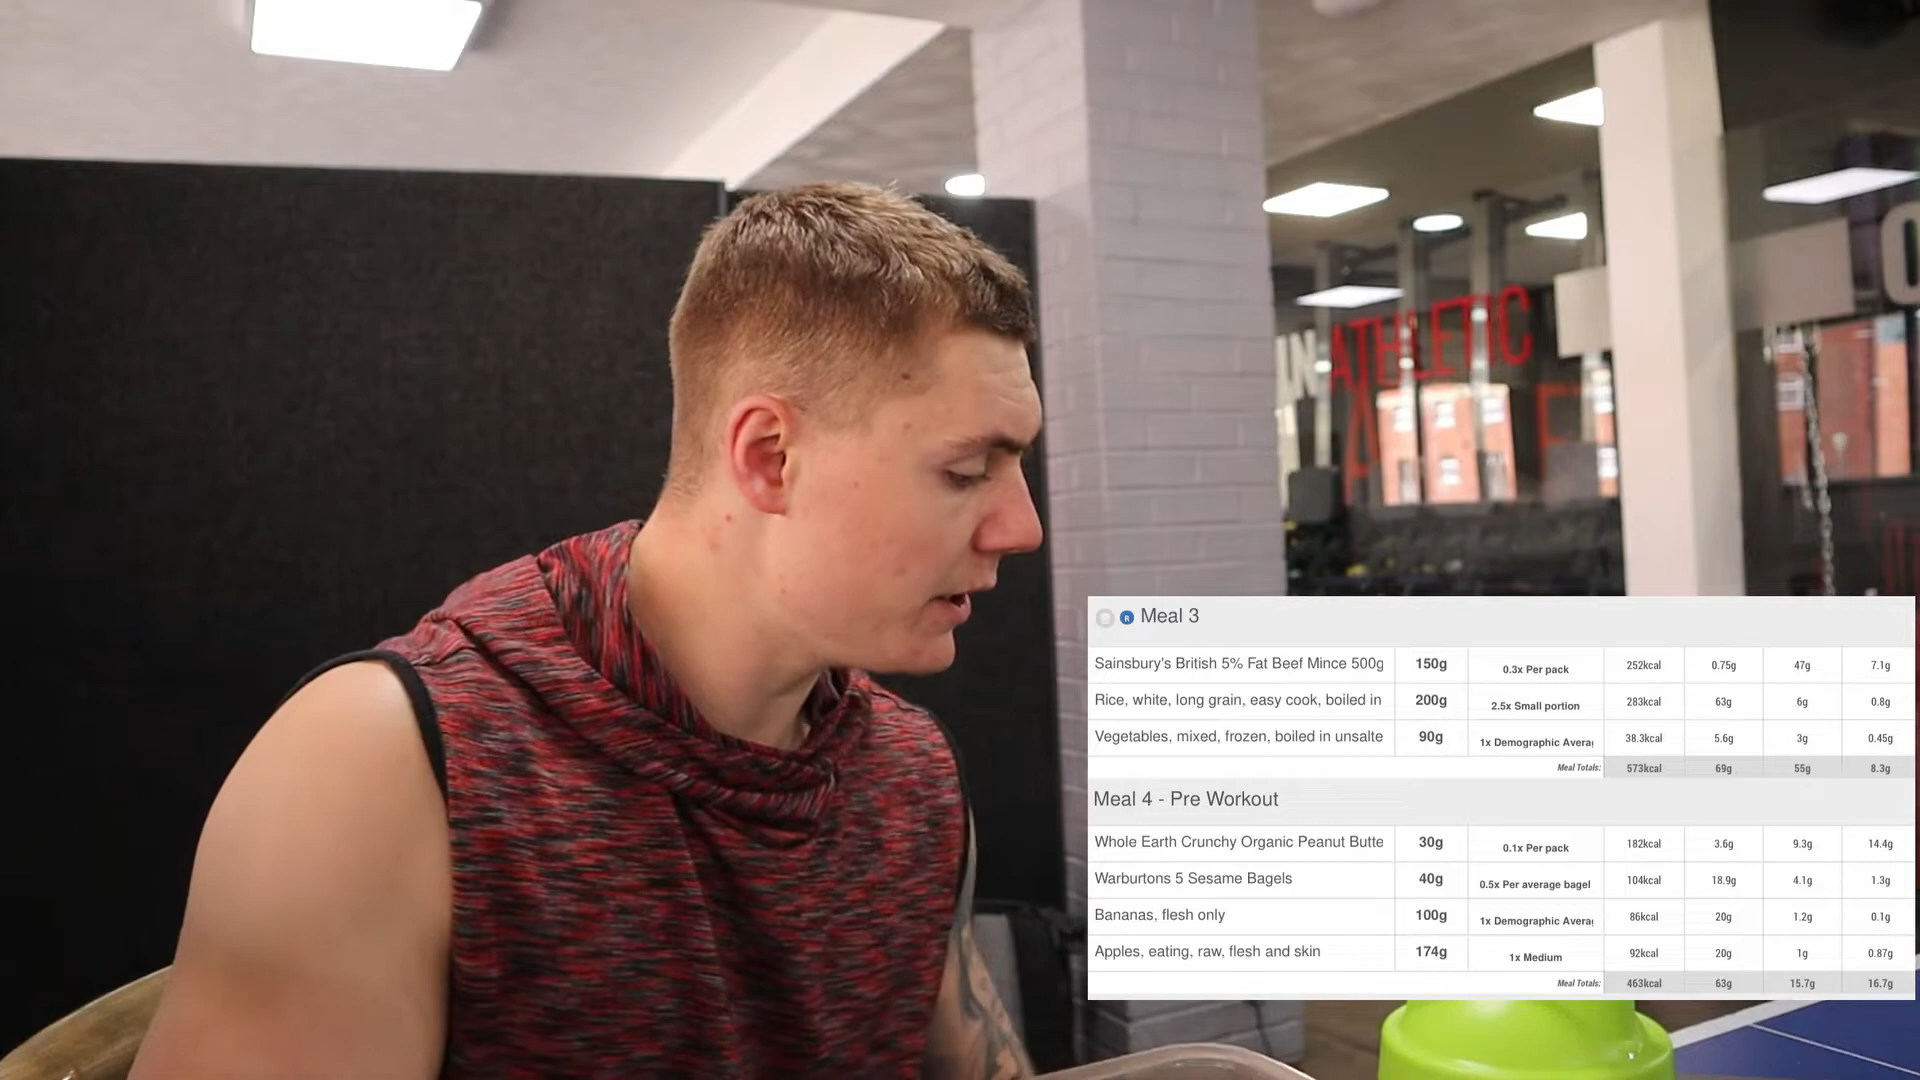 AN
ATHLETIC
Meal 3
Sainsbury's British 5% Fat Beef Mince 500g 150g 0.3x Per pack 252kcal 0.75g 47g 7.1g
Rice, white, long grain, easy cook, boiled in 200g 2.5x Small portion 283kcal 63g 6g 0.8g
Vegetables, mixed, frozen, boiled in unsalte 90g 1x Demographic Avera 38.3kcal 5.6g 3g 0.45g
Meal Totals: 573kcal 69g 55g 8.3g
Meal 4 - Pre Workout
Whole Earth Crunchy Organic Peanut Butte 30g 0.1x Per pack 182kcal 3.6g 9.3g 14.4g
Warburtons 5 Sesame Bagels 40g 0.5x Per average bagel 104kcal 18.9g 4.1g 1.3g
Bananas, flesh only 100g 1x Demographic Avera 86kcal 20g 1.2g 0.1g
Apples, eating, raw, flesh and skin 174g 1x Medium 92kcal 20g 1g 0.87g
Meal Totals: 463kcal 63g 15.7g 16.7g